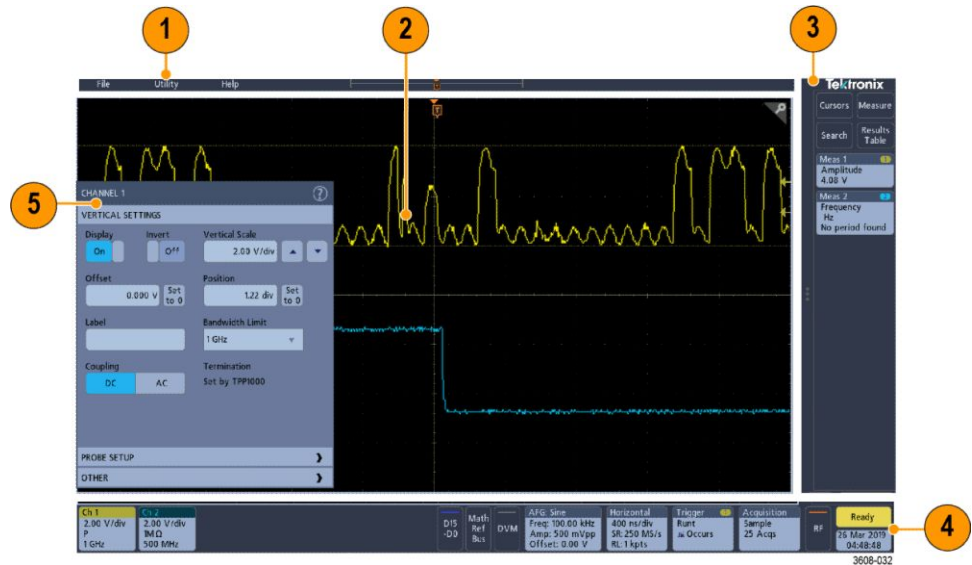 1
2
3
File Utility Help
T
T
Tektronix
Cursors Measure
Search Results Table
Meas 1 1
Amplitude
4.08 V
Meas 2 2
Frequency
Hz
No period found
5
CHANNEL 1 ?
VERTICAL SETTINGS
Display Invert Vertical Scale
On Off 2.00 V/div
Offset Position
0.000 V Set to 0 1.22 div Set to 0
Label Bandwidth Limit
1 GHz
Coupling Termination
DC AC Set by TPP1000
PROBE SETUP
OTHER
Ch 1
2.00 V/div
P
1 GHz
Ch 2
2.00 V/div
1MΩ
500 MHz
D15
-D0
Math
Ref
Bus
DVM
AFG: Sine
Freq: 100.00 kHz
Amp: 500 mVpp
Offset: 0.00 V
Horizontal
400 ns/div
SR: 250 MS/s
RL: 1 kpts
Trigger 1
Runt
Occurs
Acquisition
Sample
25 Acqs
RF
Ready
26 Mar 2019
04:48:48
4
3608-032